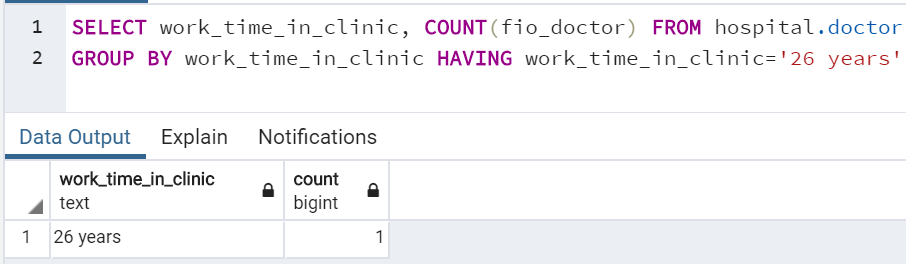 1 SELECT work_time_in_clinic, COUNT(fio_doctor) FROM hospital.doctor
2 GROUP BY work_time_in_clinic HAVING work_time_in_clinic='26 years'
Data Output Explain Notifications
work_time_in_clinic count
text bigint
1 26 years 1